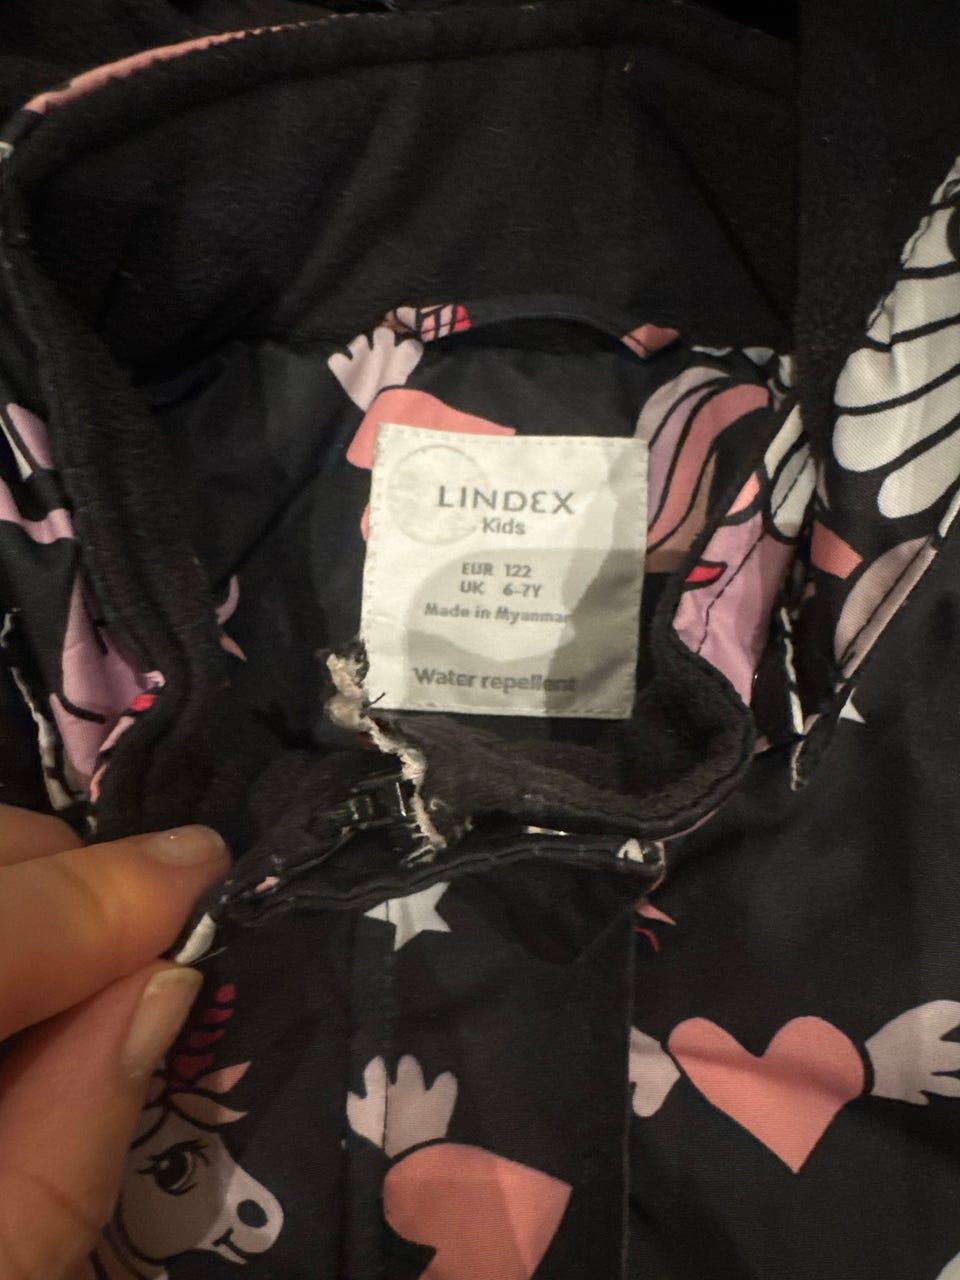 LINDEX
Kids
EUR 122
UK 6-7Y
Made in Myanmar
Water repellent